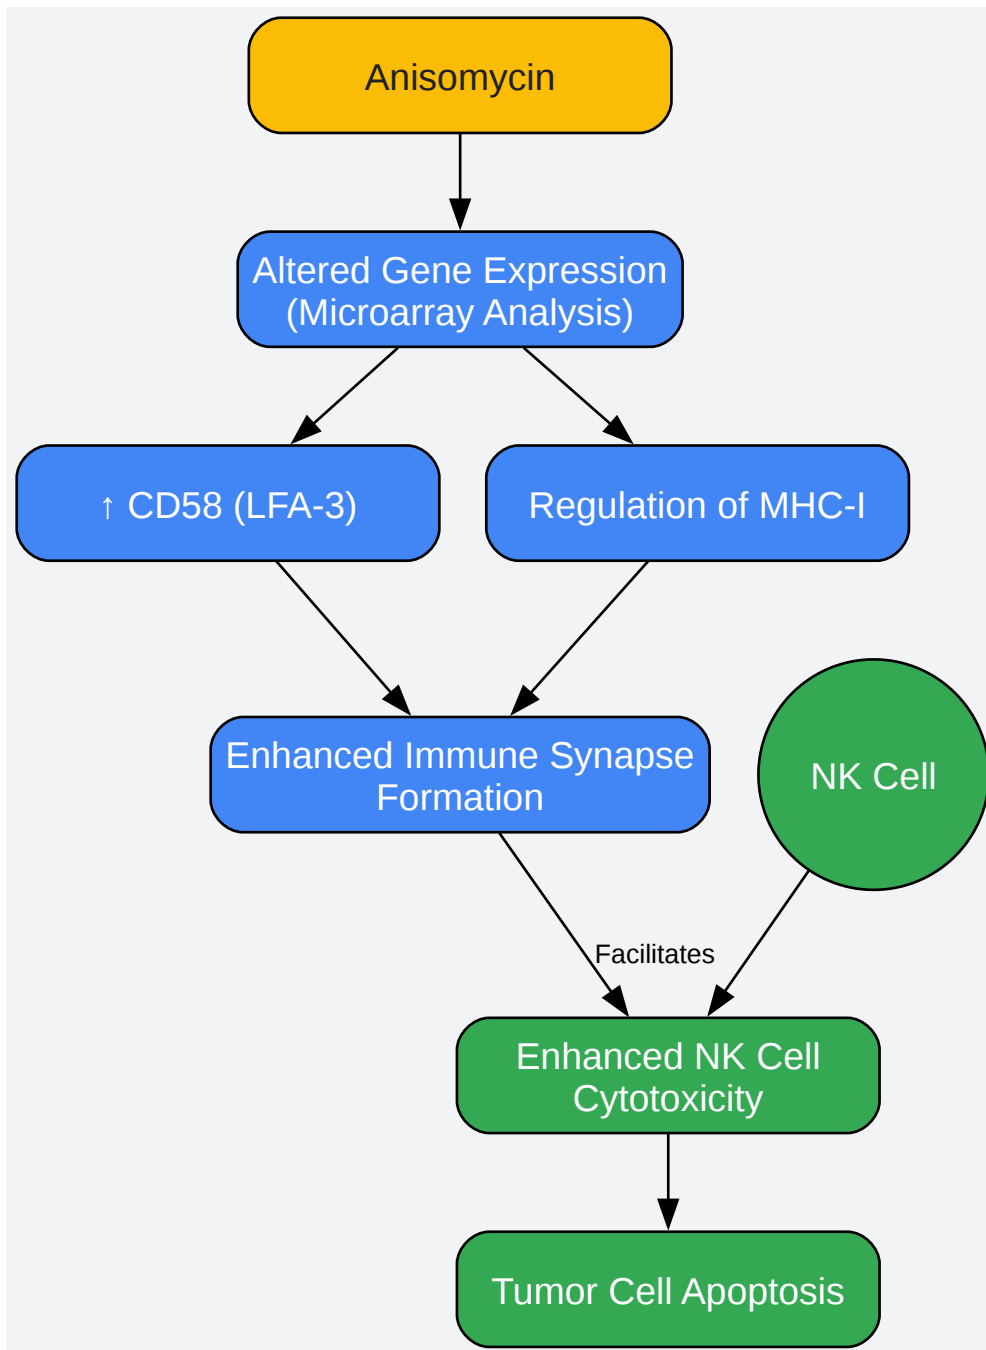 Anisomycin
Altered Gene Expression
(Microarray Analysis)
↑ CD58 (LFA-3)
Regulation of MHC-I
Enhanced Immune Synapse
Formation
NK Cell
Facilitates
Enhanced NK Cell
Cytotoxicity
Tumor Cell Apoptosis